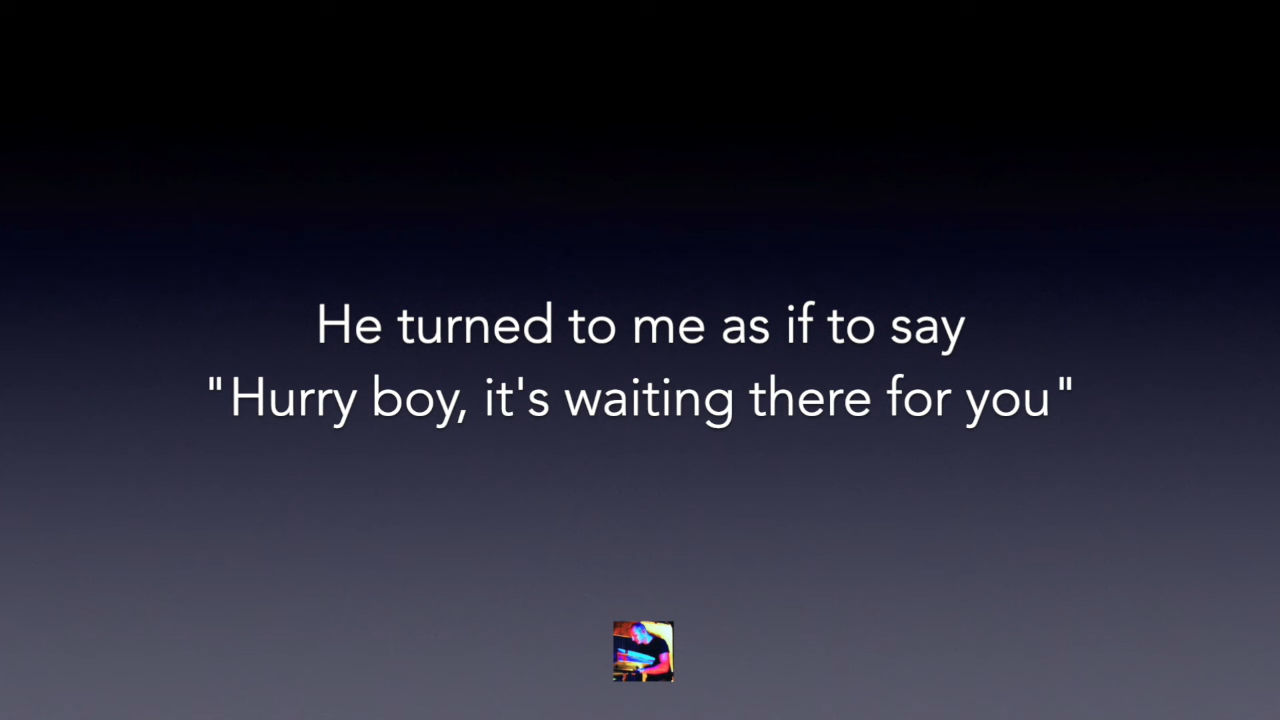 He turned to me as if to say
"Hurry boy, it's waiting there for you"